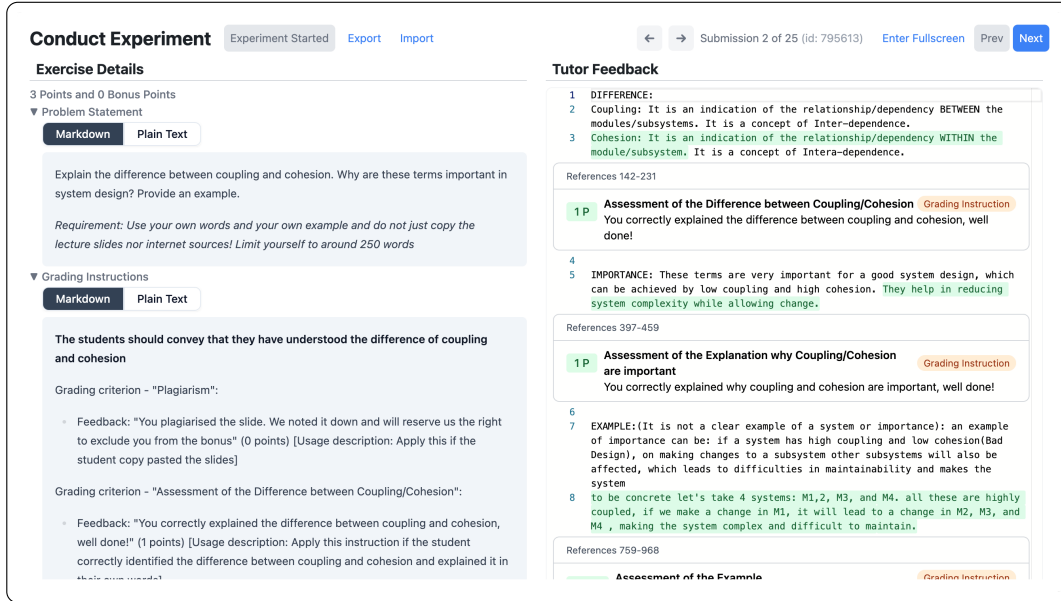 Conduct Experiment Experiment Started Export Import ← → Submission 2 of 25 (id: 795613) Enter Fullscreen Prev Next
Exercise Details
3 Points and 0 Bonus Points
▼ Problem Statement
Markdown Plain Text
Explain the difference between coupling and cohesion. Why are these terms important in
system design? Provide an example.
Requirement: Use your own words and your own example and do not just copy the
lecture slides nor internet sources! Limit yourself to around 250 words
▼ Grading Instructions
Markdown Plain Text
The students should convey that they have understood the difference of coupling
and cohesion
Grading criterion - "Plagiarism":
Feedback: "You plagiarised the slide. We noted it down and will reserve us the right
to exclude you from the bonus" (0 points) [Usage description: Apply this if the
student copy pasted the slides]
Grading criterion - "Assessment of the Difference between Coupling/Cohesion":
Feedback: "You correctly explained the difference between coupling and cohesion,
well done!" (1 points) [Usage description: Apply this instruction if the student
correctly identified the difference between coupling and cohesion and explained it in
their own words]
Tutor Feedback
1 DIFFERENCE:
2 Coupling: It is an indication of the relationship/dependency BETWEEN the
modules/subsystems. It is a concept of Inter-dependence.
3 Cohesion: It is an indication of the relationship/dependency WITHIN the
module/subsystem. It is a concept of Intera-dependence.
References 142-231
1 P Assessment of the Difference between Coupling/Cohesion Grading Instruction
You correctly explained the difference between coupling and cohesion, well
done!
4
5 IMPORTANCE: These terms are very important for a good system design, which
can be achieved by low coupling and high cohesion. They help in reducing
system complexity while allowing change.
References 397-459
1 P Assessment of the Explanation why Coupling/Cohesion
are important Grading Instruction
You correctly explained why coupling and cohesion are important, well done!
6
7 EXAMPLE:(It is not a clear example of a system or importance): an example
of importance can be: if a system has high coupling and low cohesion(Bad
Design), on making changes to a subsystem other subsystems will also be
affected, which leads to difficulties in maintainability and makes the
system
8 to be concrete let's take 4 systems: M1,2, M3, and M4. all these are highly
coupled, if we make a change in M1, it will lead to a change in M2, M3, and
M4 , making the system complex and difficult to maintain.
References 759-968
Assessment of the Example Grading Instruction